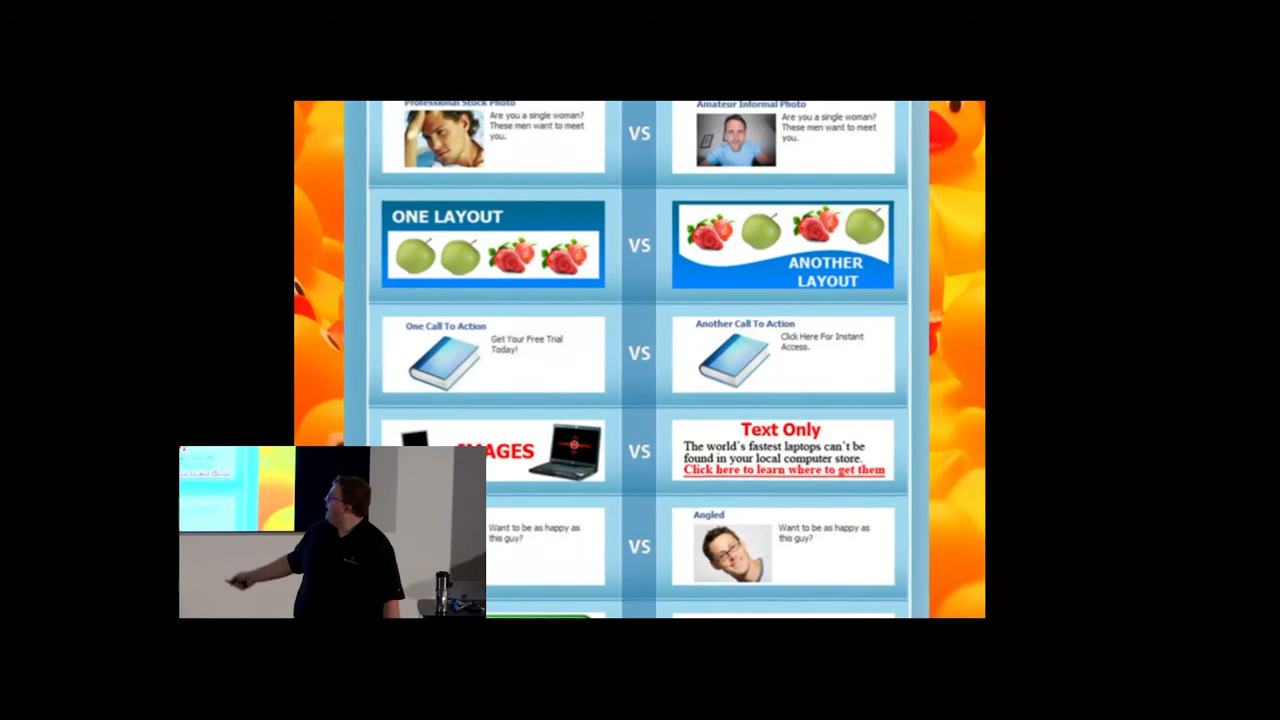 Professional Stock Photo
Are you a single woman?
These men want to meet
you.
VS
Amateur Informal Photo
Are you a single woman?
These men want to meet
you.
ONE LAYOUT
VS
ANOTHER
LAYOUT
One Call To Action
Get Your Free Trial
Today!
VS
Another Call To Action
Click Here For Instant
Access.
VS
Text Only
The world's fastest laptops can't be
found in your local computer store.
Click here to learn where to get them
Want to be as happy as
this guy?
VS
Angled
Want to be as happy as
this guy?